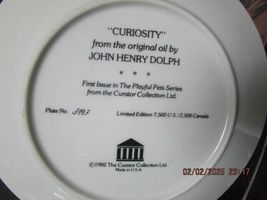 "CURIOSITY"
from the original oil by
JOHN HENRY DOLPH
* * *
First Issue in The Playful Pets Series
from the Curator Collection Ltd.
Plate No. Limited Edition 7,500 U.S./2,500 Canada
©1982 The Curator Collection Ltd.
Made in U.S.A.
02/02/2025 23:17